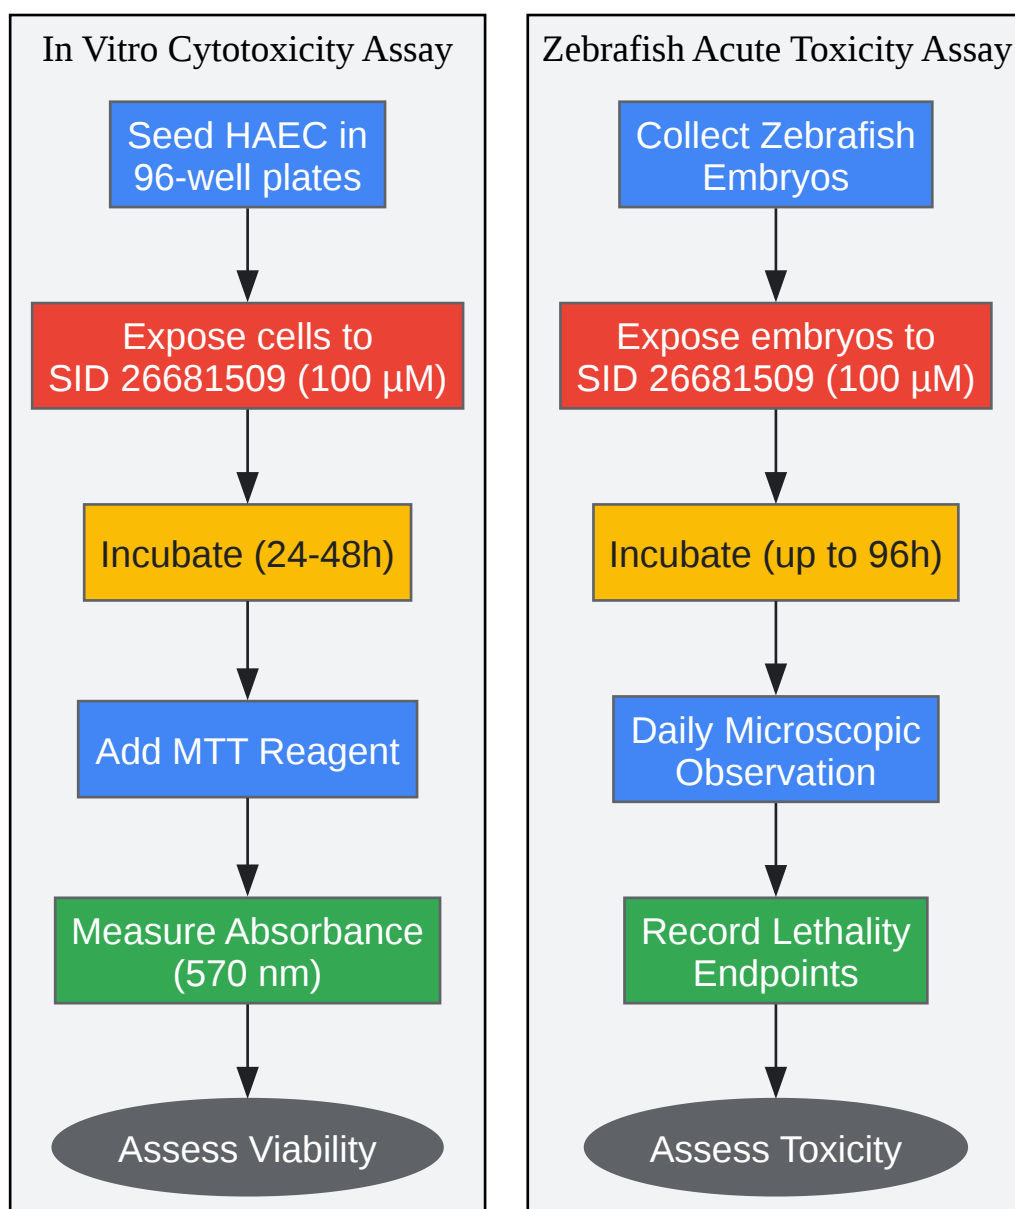 In Vitro Cytotoxicity Assay
Seed HAEC in
96-well plates
Expose cells to
SID 26681509 (100 µM)
Incubate (24-48h)
Add MTT Reagent
Measure Absorbance
(570 nm)
Assess Viability
Zebrafish Acute Toxicity Assay
Collect Zebrafish
Embryos
Expose embryos to
SID 26681509 (100 µM)
Incubate (up to 96h)
Daily Microscopic
Observation
Record Lethality
Endpoints
Assess Toxicity